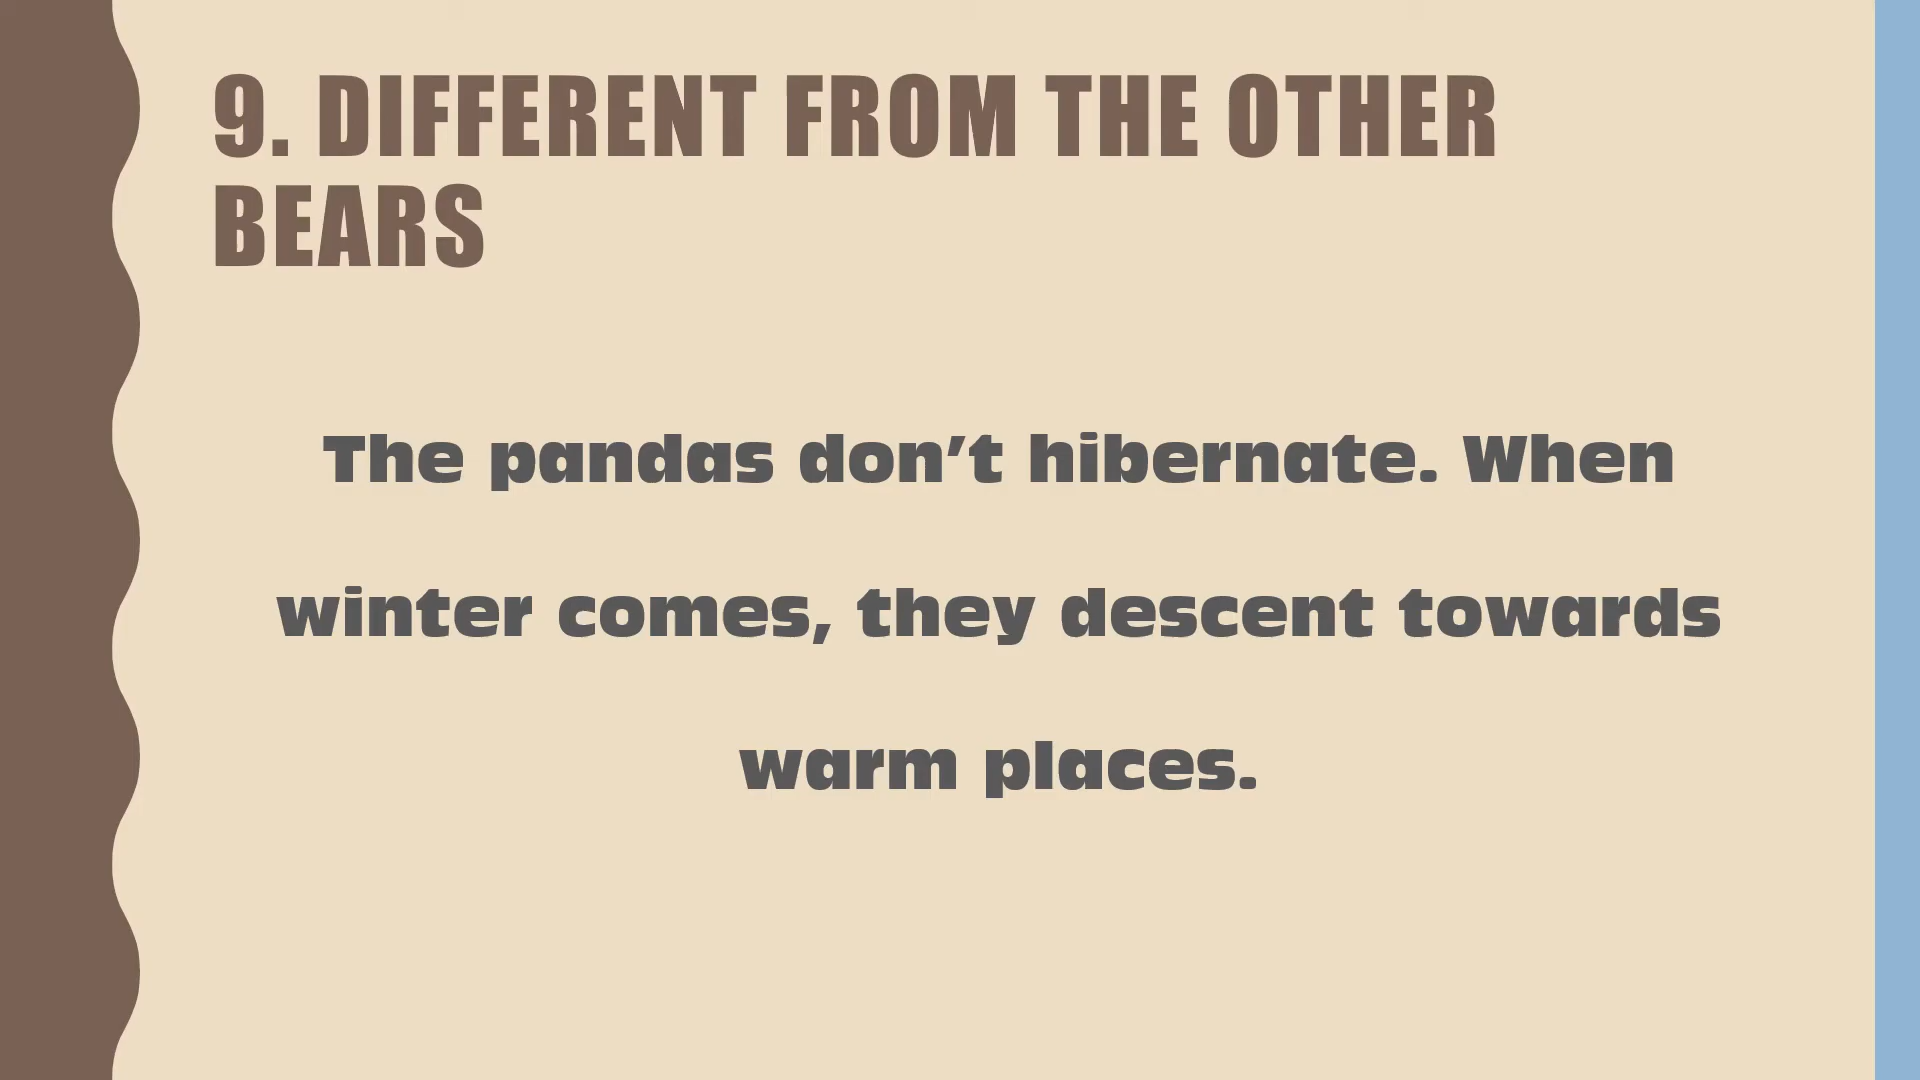 9. DIFFERENT FROM THE OTHER
BEARS
The pandas don’t hibernate. When
winter comes, they descent towards
warm places.